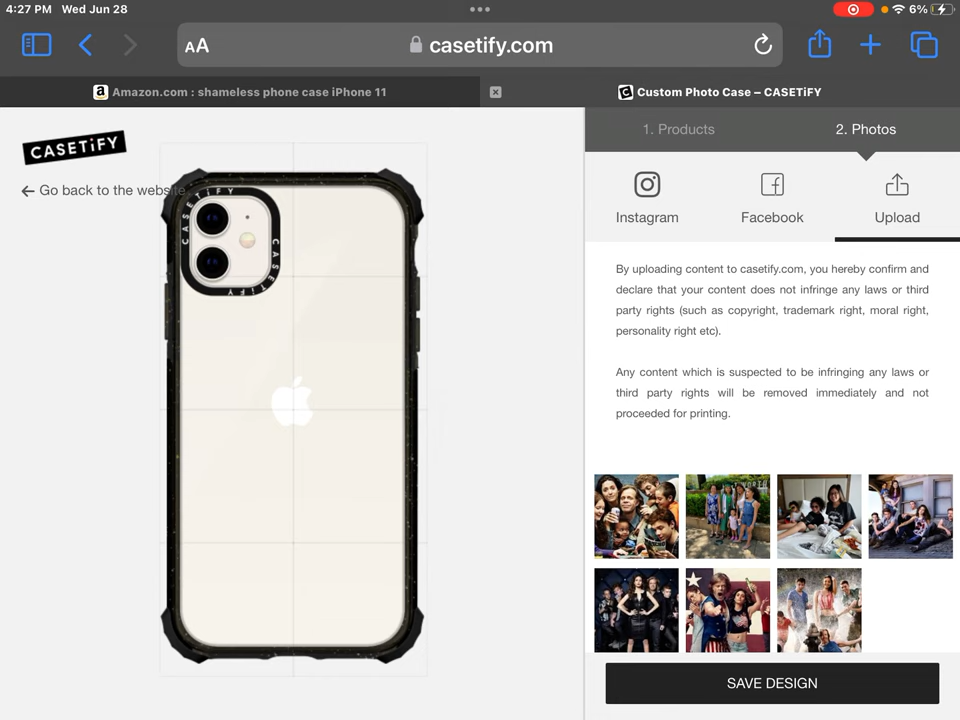 4:27 PM Wed Jun 28
6%
AA
casetify.com
Amazon.com : shameless phone case iPhone 11
Custom Photo Case – CASETiFY
CASETiFY
Go back to the website
CASETiFY
CASETiFY
CASETiFY
1. Products
2. Photos
Instagram
Facebook
Upload
By uploading content to casetify.com, you hereby confirm and
declare that your content does not infringe any laws or third
party rights (such as copyright, trademark right, moral right,
personality right etc).
Any content which is suspected to be infringing any laws or
third party rights will be removed immediately and not
proceeded for printing.
SAVE DESIGN